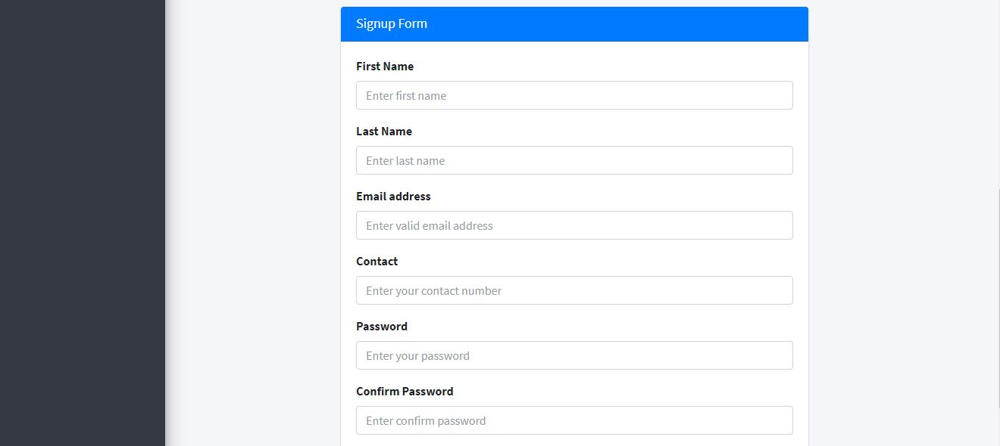 Signup Form
First Name
Enter first name
Last Name
Enter last name
Email address
Enter valid email address
Contact
Enter your contact number
Password
Enter your password
Confirm Password
Enter confirm password